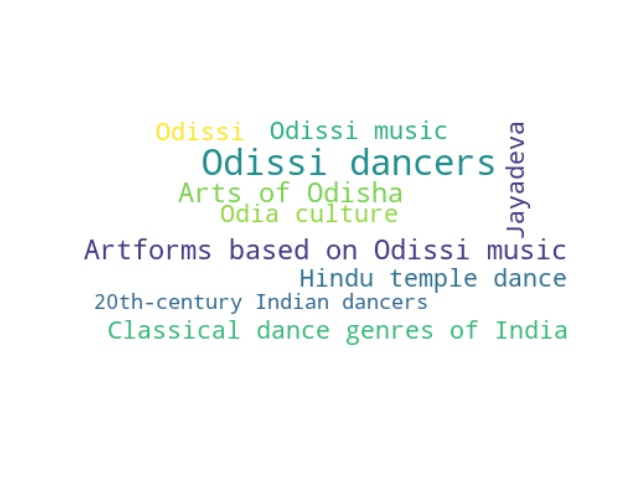 Odissi
Odissi music
Jayadeva
Odissi dancers
Arts of Odisha
Odia culture
Artforms based on Odissi music
Hindu temple dance
20th-century Indian dancers
Classical dance genres of India